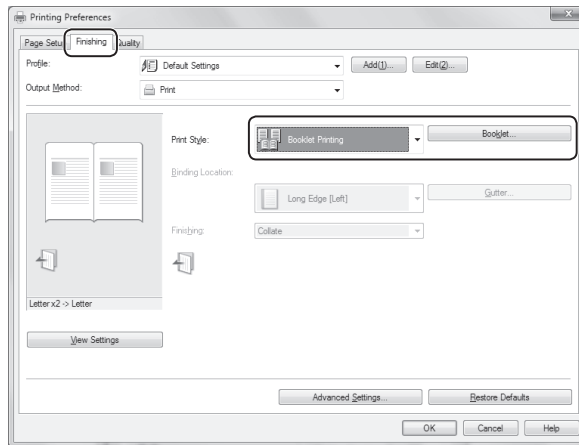 Printing Preferences
Page Setup Finishing Quality
Profile: Default Settings Add(1)... Edit(2)...
Output Method: Print
Print Style: Booklet Printing Booklet...
Binding Location:
Long Edge [Left] Gutter...
Finishing: Collate
Letter x2 -> Letter
View Settings
Advanced Settings... Restore Defaults
OK Cancel Help